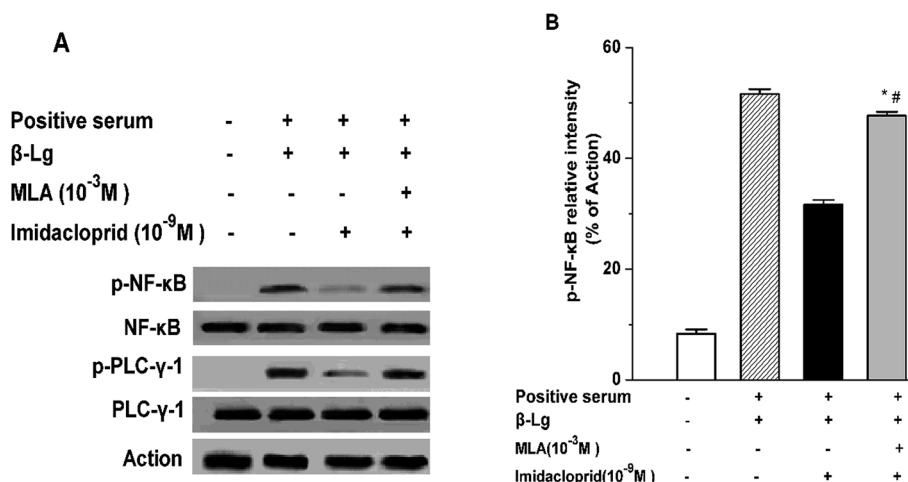 A
Positive serum - + + +
β-Lg - + + +
MLA (10-3M ) - - - +
Imidacloprid (10-9M ) - - + +
p-NF-κB
NF-κB
p-PLC-γ-1
PLC-γ-1
Action
B
p-NF-κB relative intensity
(% of Action)
60
40
20
0
* #
Positive serum - + + +
β-Lg - + + +
MLA(10-3M) - - - +
Imidacloprid(10-9M) - - + +